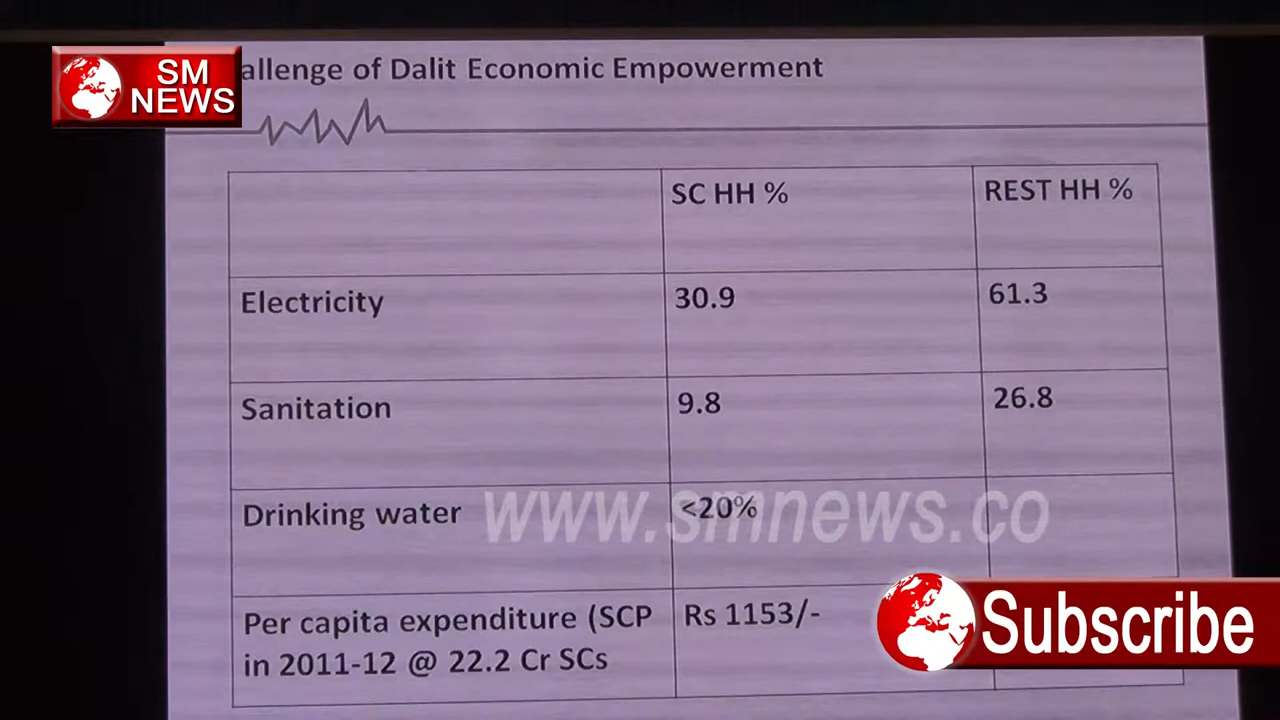 SM
NEWS
allenge of Dalit Economic Empowerment
SC HH %
REST HH %
Electricity
30.9
61.3
Sanitation
9.8
26.8
Drinking water
<20%
www.smnews.co
Per capita expenditure (SCP
in 2011-12 @ 22.2 Cr SCs
Rs 1153/-
Subscribe